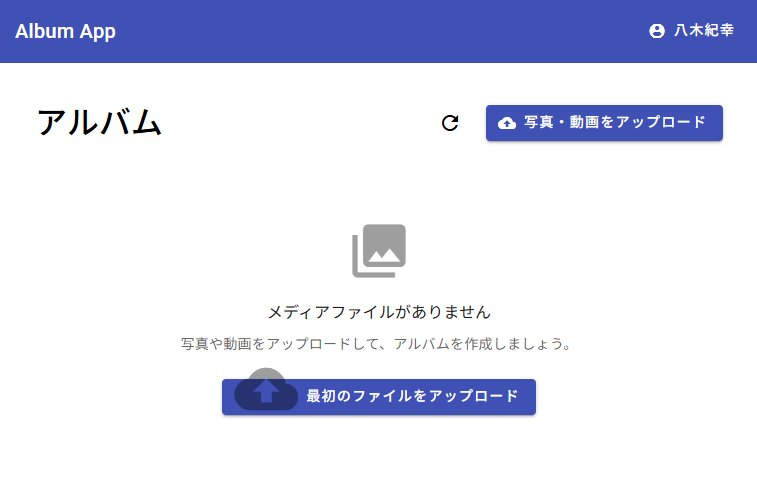 Album App
八木紀幸
アルバム
写真・動画をアップロード
メディアファイルがありません
写真や動画をアップロードして、アルバムを作成しましょう。
最初のファイルをアップロード